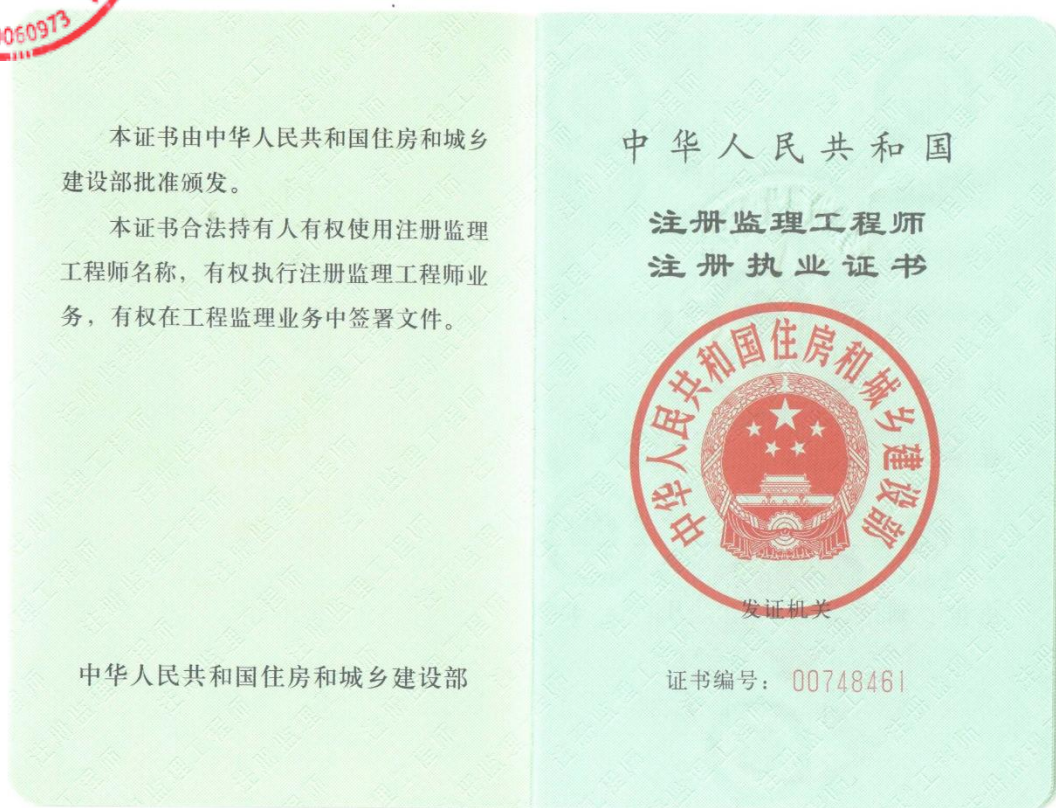 060973
本证书由中华人民共和国住房和城乡
建设部批准颁发。
本证书合法持有人有权使用注册监理
工程师名称，有权执行注册监理工程师业
务，有权在工程监理业务中签署文件。
中华人民共和国住房和城乡建设部
中华人民共和国
注册监理工程师
注册执业证书
中华人民共和国住房和城乡建设部
发证机关
证书编号： 00748461